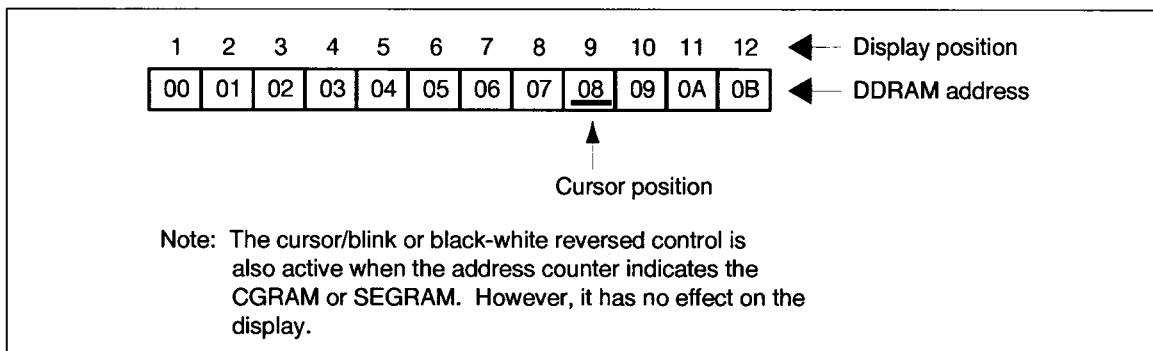 1 2 3 4 5 6 7 8 9 10 11 12 Display position
00 01 02 03 04 05 06 07 08 09 0A 0B DDRAM address
Cursor position
Note: The cursor/blink or black-white reversed control is
also active when the address counter indicates the
CGRAM or SEGRAM. However, it has no effect on the
display.